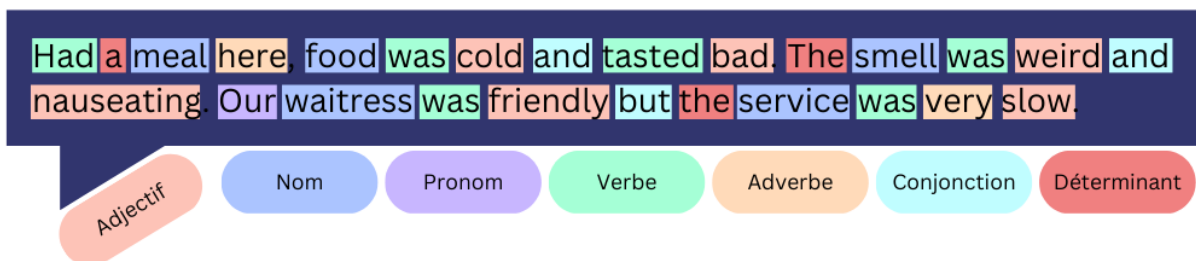 Had a meal here, food was cold and tasted bad. The smell was weird and
nauseating. Our waitress was friendly but the service was very slow.
Adjectif
Nom
Pronom
Verbe
Adverbe
Conjonction
Déterminant